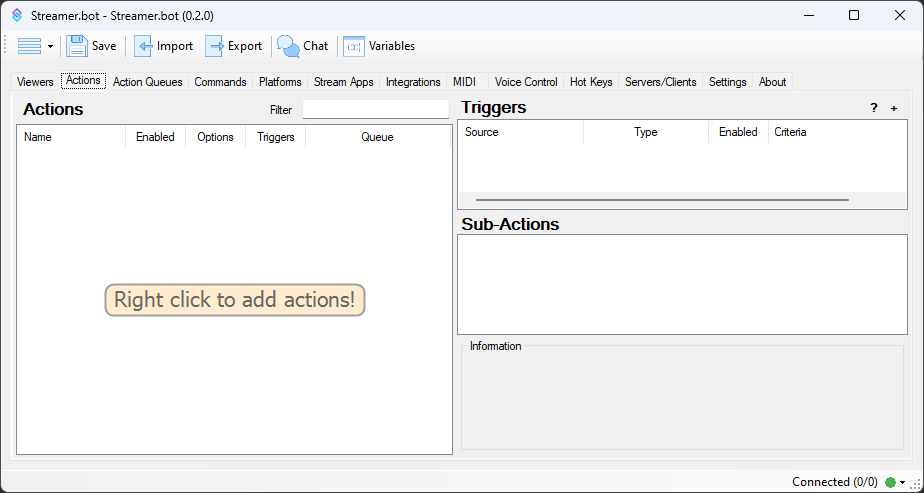 Streamer.bot - Streamer.bot (0.2.0)
Save Import Export Chat (x) Variables
Viewers Actions Action Queues Commands Platforms Stream Apps Integrations MIDI Voice Control Hot Keys Servers/Clients Settings About
Actions Filter
Name Enabled Options Triggers Queue
Right click to add actions!
Triggers ? +
Source Type Enabled Criteria
Sub-Actions
Information
Connected (0/0)